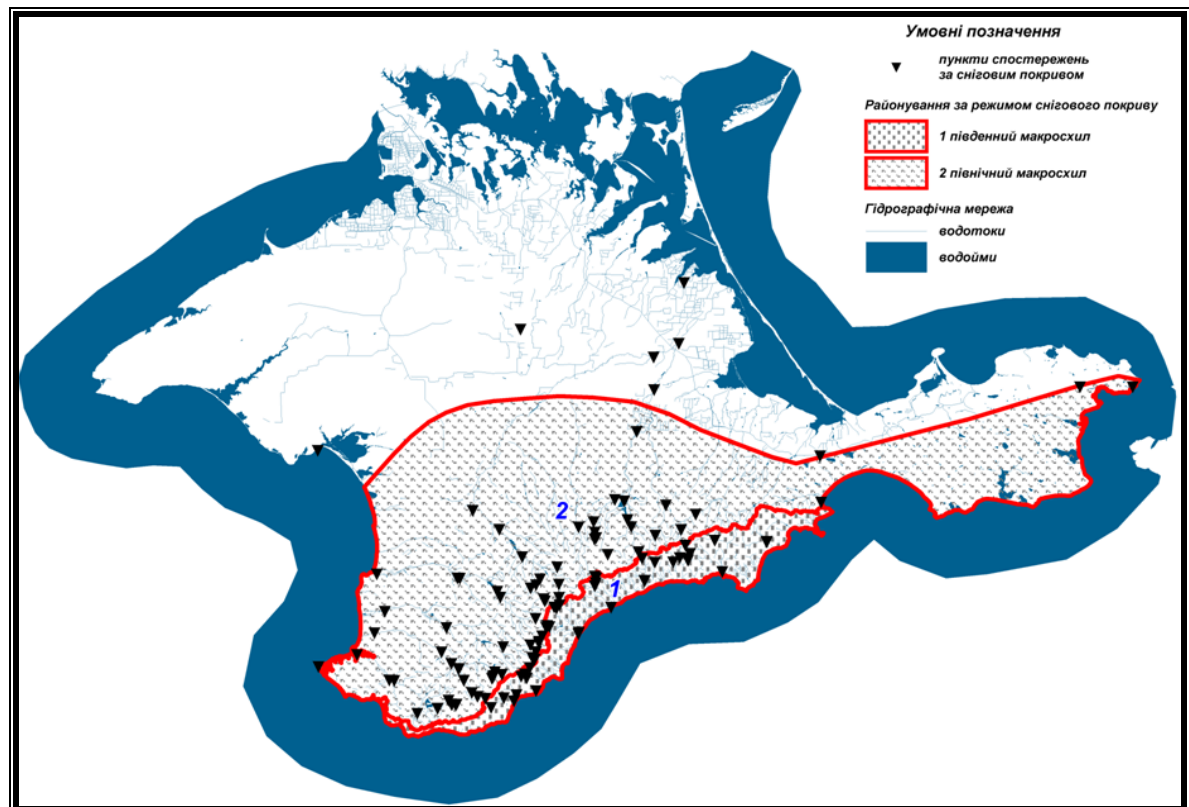 Умовні позначення
пункти спостережень
за сніговим покривом
Районування за режимом снігового покриву
1 південний макросхил
2 північний макросхил
Гідрографічна мережа
водотоки
водойми
2
1